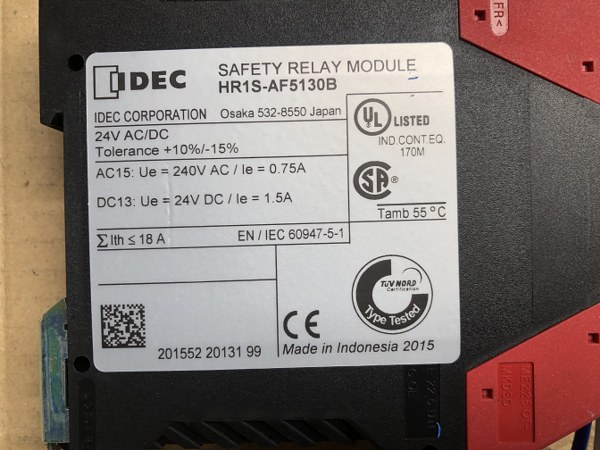 FR<
IDEC
SAFETY RELAY MODULE
HR1S-AF5130B
IDEC CORPORATION Osaka 532-8550 Japan
24V AC/DC
Tolerance +10%/-15%
AC15: Ue = 240V AC / Ie = 0.75A
DC13: Ue = 24V DC / Ie = 1.5A
∑Ith ≤ 18 A EN / IEC 60947-5-1
UL ® LISTED
IND.CONT.EQ.
170M
SA ®
Tamb 55 °C
TÜV NORD
Certification
Type Tested
201552 20131 99
CE
Made in Indonesia 2015